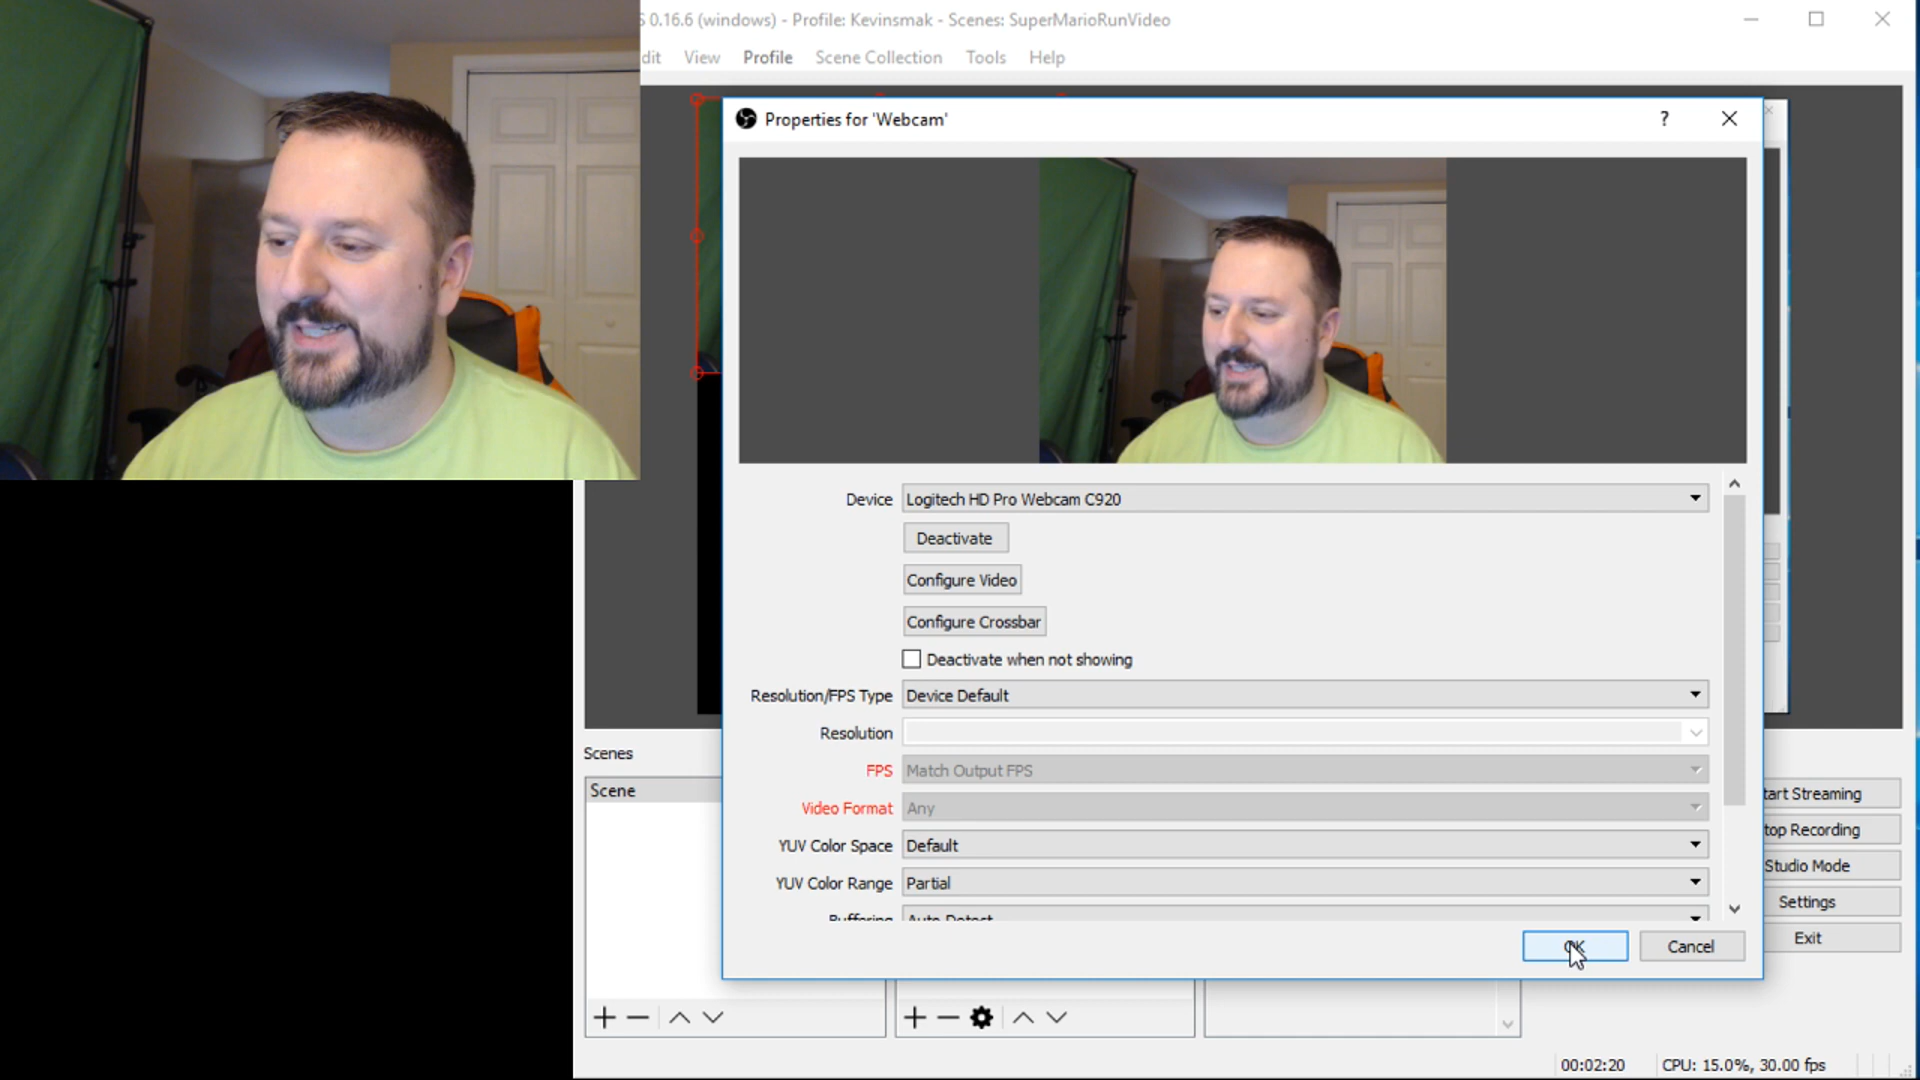 0.16.6 (windows) - Profile: Kevinsmak - Scenes: SuperMarioRunVideo
dit View Profile Scene Collection Tools Help
Properties for 'Webcam'
?
Device Logitech HD Pro Webcam C920
Deactivate
Configure Video
Configure Crossbar
Deactivate when not showing
Resolution/FPS Type Device Default
Resolution
FPS Match Output FPS
Video Format Any
YUV Color Space Default
YUV Color Range Partial
Buffering Auto Detect
OK Cancel
Scenes
Scene
tart Streaming
top Recording
Studio Mode
Settings
Exit
00:02:20 CPU: 15.0%, 30.00 fps